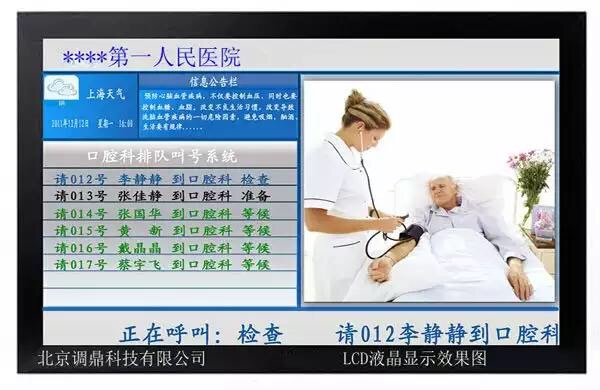 ****第一人民医院
信息公告栏
上海天气
2011年12月12日 星期一 16:00
预防心脑血管疾病，不仅要控制血压，同时也要
控制血糖，血脂，改变不良生活习惯，改变导致
心脑血管疾病的一切危险因素，避免吸烟，酗酒，
生活要有规律......
口腔科排队叫号系统
请012号 李静静 到口腔科 检查
请013号 张佳静 到口腔科 准备
请014号 张国华 到口腔科 等候
请015号 黄 新 到口腔科 等候
请016号 戴晶晶 到口腔科 等候
请017号 蔡宇飞 到口腔科 等候
正在呼叫：检查 请012李静静到口腔科
北京调鼎科技有限公司 LCD液晶显示效果图